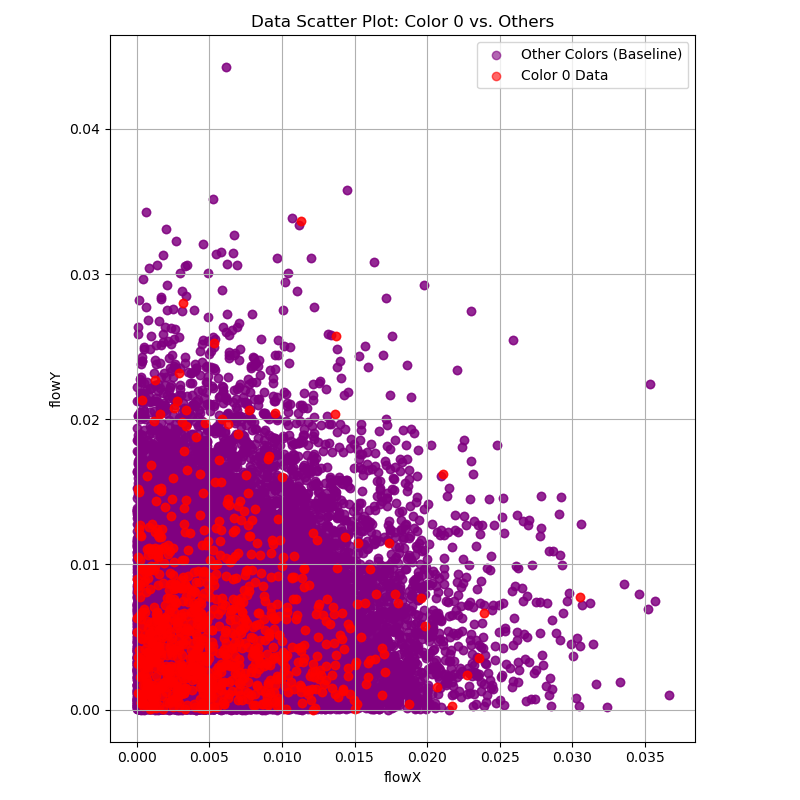 Data Scatter Plot: Color 0 vs. Others
Other Colors (Baseline)
Color 0 Data
flowY
0.04
0.03
0.02
0.01
0.00
0.000 0.005 0.010 0.015 0.020 0.025 0.030 0.035
flowX